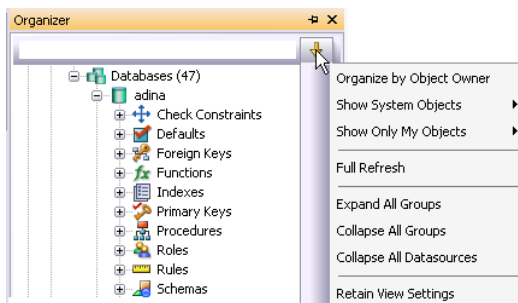 Organizer
Databases (47)
adina
Check Constraints
Defaults
Foreign Keys
fx Functions
Indexes
Primary Keys
Procedures
Roles
Rules
Schemas
Organize by Object Owner
Show System Objects
Show Only My Objects
Full Refresh
Expand All Groups
Collapse All Groups
Collapse All Datasources
Retain View Settings